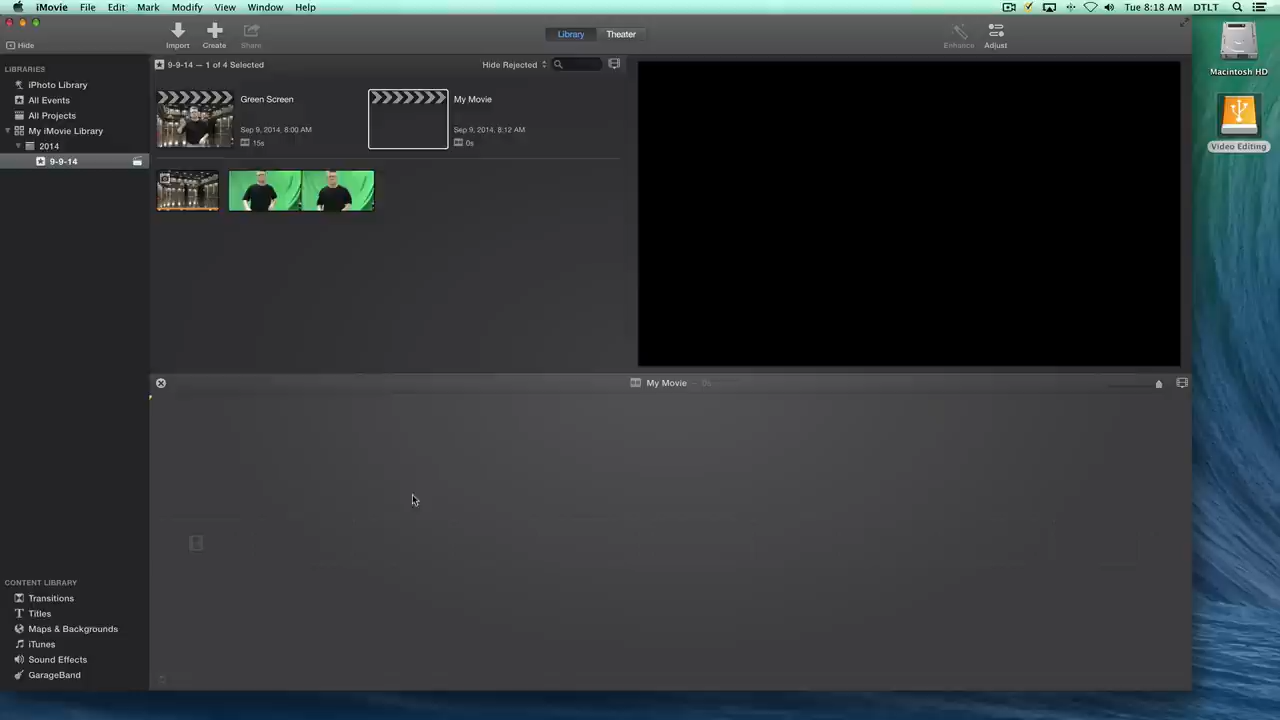 iMovie File Edit Mark Modify View Window Help Tue 8:18 AM DTLT
Hide Import Create Share Library Theater Enhance Adjust
LIBRARIES
iPhoto Library
All Events
All Projects
My iMovie Library
2014
9-9-14
9-9-14 — 1 of 4 Selected Hide Rejected
Green Screen
Sep 9, 2014, 8:00 AM
15s
My Movie
Sep 9, 2014, 8:12 AM
0s
My Movie — 0s
CONTENT LIBRARY
Transitions
Titles
Maps & Backgrounds
iTunes
Sound Effects
GarageBand
Macintosh HD
Video Editing